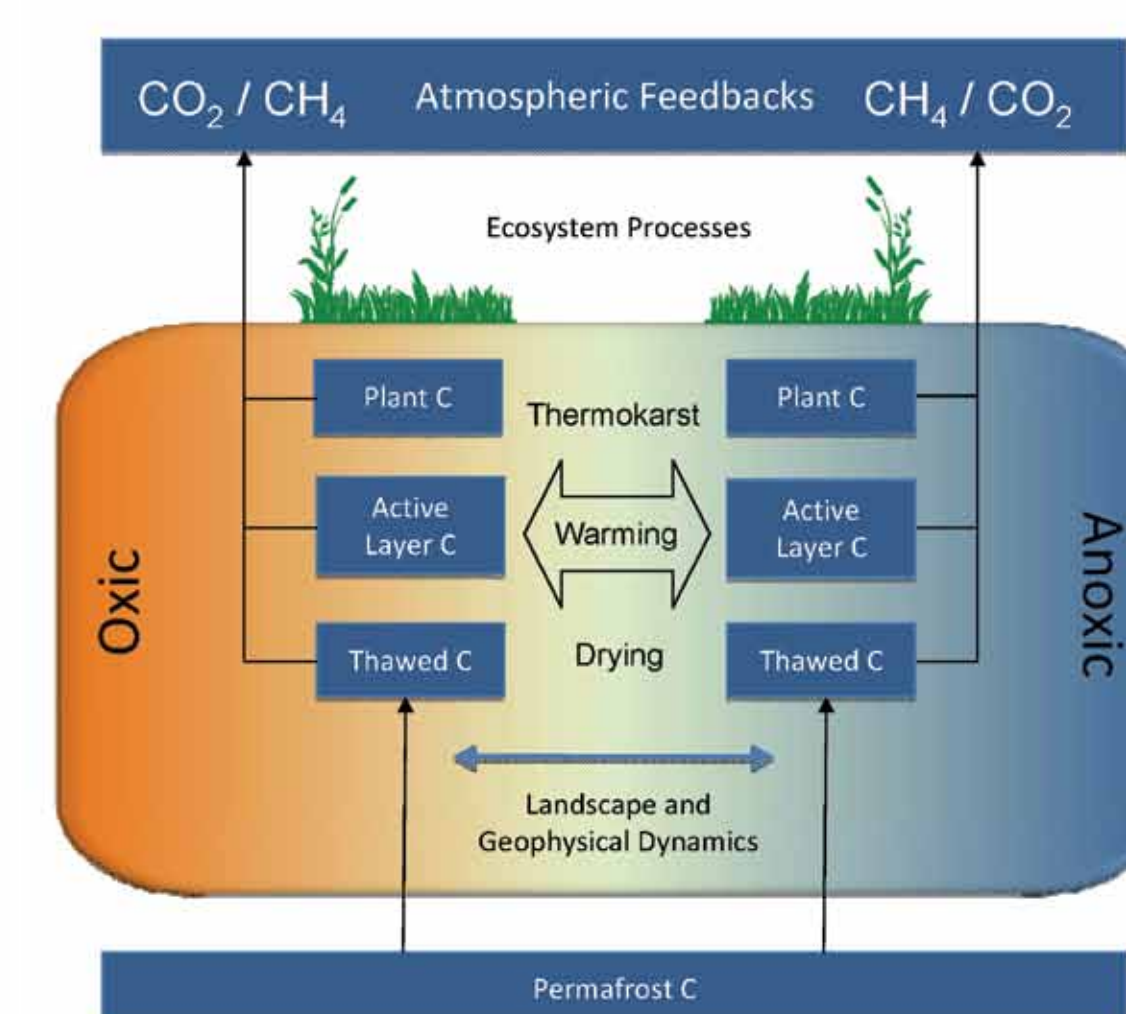 CO₂ / CH₄ Atmospheric Feedbacks CH₄ / CO₂
Ecosystem Processes
Plant C
Thermokarst
Plant C
Active
Layer C
Warming
Active
Layer C
Oxic
Anoxic
Thawed C
Drying
Thawed C
Landscape and
Geophysical Dynamics
Permafrost C